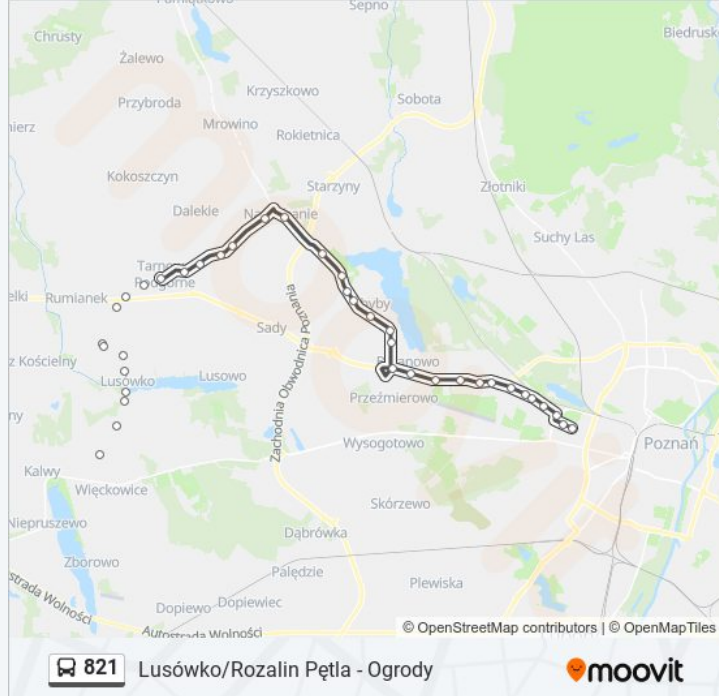 Sepno
Chrusty
Biedrusko
Żalewo
Krzyszkowo
Przybroda
Sobota
Mrowino
Rokietnica
Kokoszczyn
Złotniki
Starzyny
Dalekie
Suchy Las
Rumianek
Sady
Zachodnia Obwodnica Poznania
Lusówko
Lusowo
Przeźmierowo
Wysogotowo
Poznań
Kalwy
Więckowice
Skórzewo
Niepruszewo
Dąbrówka
Zborowo
Palędzie
Plewiska
Dopiewo
Dopiewiec
Autostrada Wolności
© OpenStreetMap contributors | © OpenMapTiles
821
Lusówko/Rozalin Pętla - Ogrody
moovit